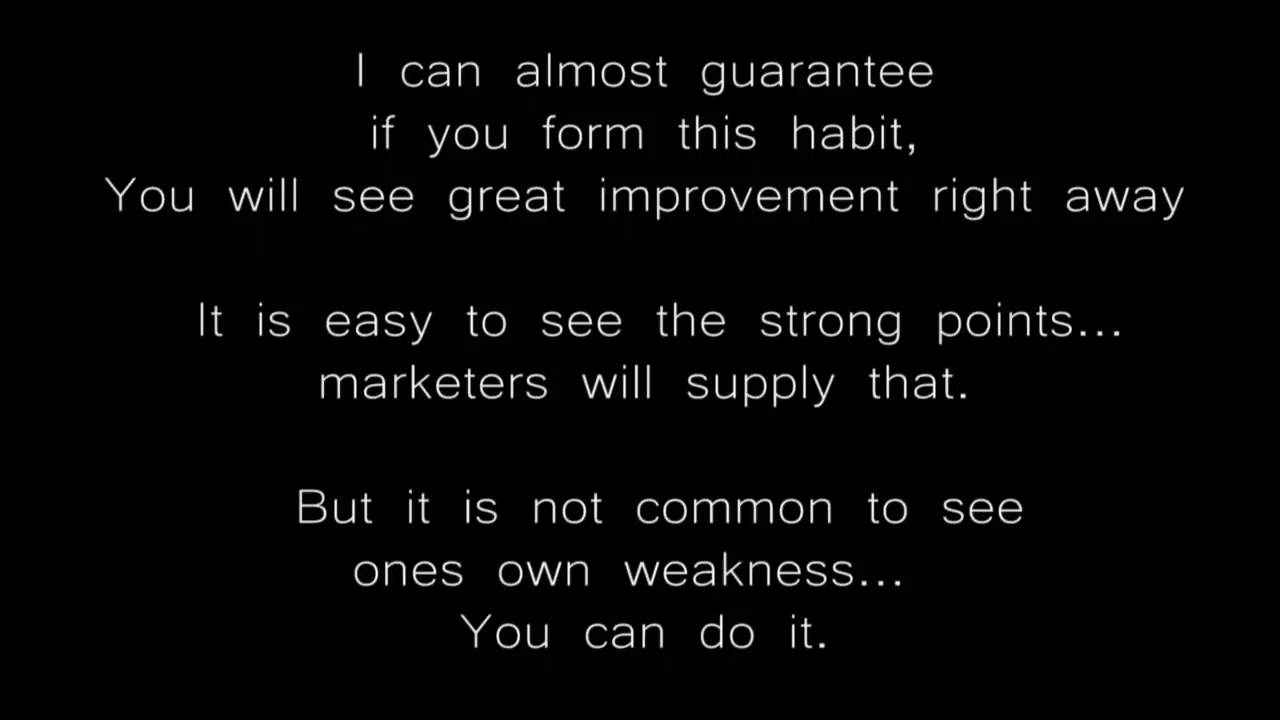 I can almost guarantee
if you form this habit,
You will see great improvement right away
It is easy to see the strong points...
marketers will supply that.
But it is not common to see
ones own weakness...
You can do it.